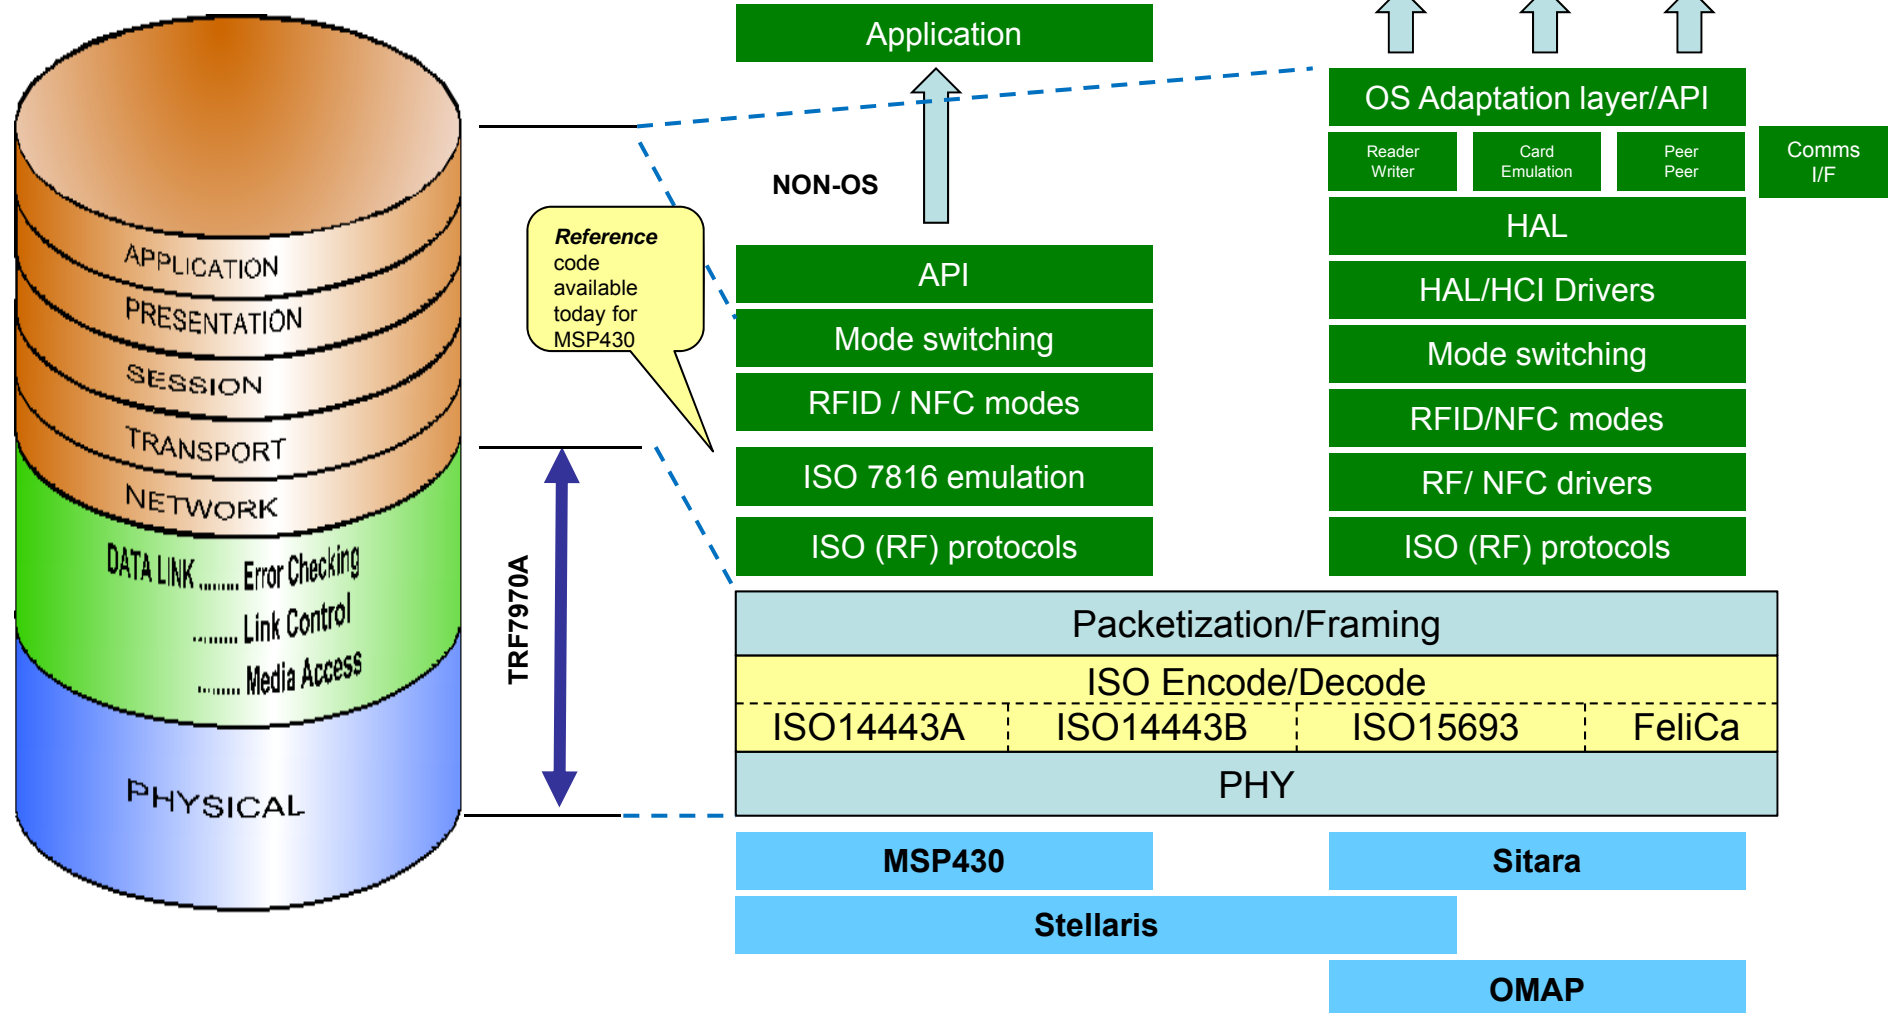 APPLICATION
PRESENTATION
SESSION
TRANSPORT
NETWORK
DATA LINK ........ Error Checking
........ Link Control
........ Media Access
PHYSICAL
TRF7970A
Reference
code
available
today for
MSP430
NON-OS
Application
API
Mode switching
RFID / NFC modes
ISO 7816 emulation
ISO (RF) protocols
OS Adaptation layer/API
Reader
Writer
Card
Emulation
Peer
Peer
Comms
I/F
HAL
HAL/HCI Drivers
Mode switching
RFID/NFC modes
RF/ NFC drivers
ISO (RF) protocols
Packetization/Framing
ISO Encode/Decode
ISO14443A ISO14443B ISO15693 FeliCa
PHY
MSP430
Sitara
Stellaris
OMAP